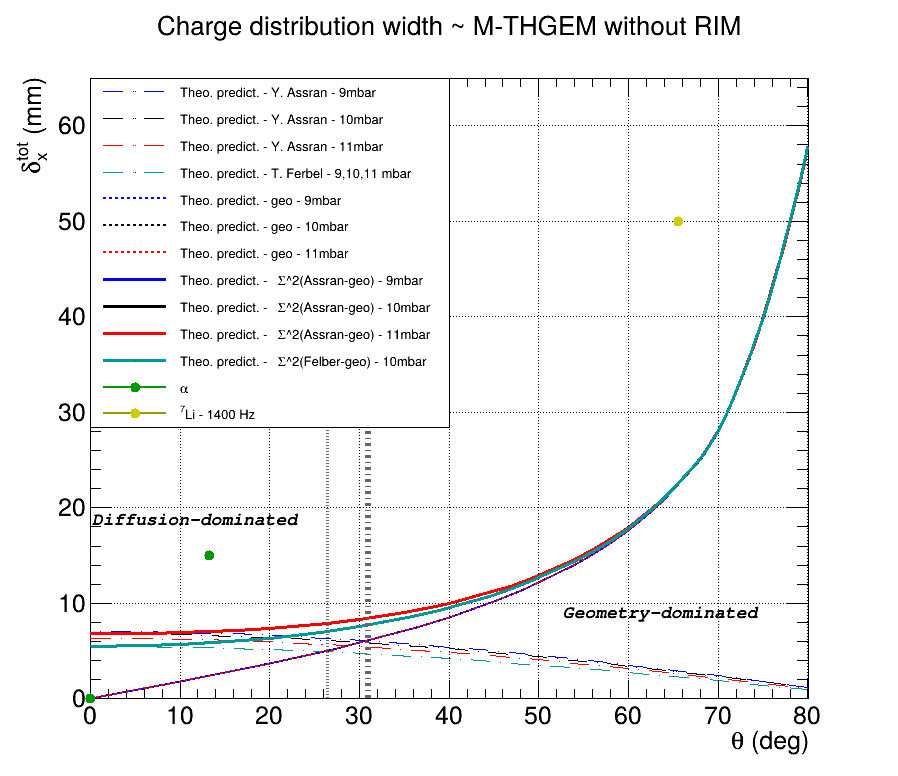 Charge distribution width ~ M-THGEM without RIM
δₓᵗᵒᵗ (mm)
Theo. predict. - Y. Assran - 9mbar
Theo. predict. - Y. Assran - 10mbar
Theo. predict. - Y. Assran - 11mbar
Theo. predict. - T. Ferbel - 9,10,11 mbar
Theo. predict. - geo - 9mbar
Theo. predict. - geo - 10mbar
Theo. predict. - geo - 11mbar
Theo. predict. - Σ^2(Assran-geo) - 9mbar
Theo. predict. - Σ^2(Assran-geo) - 10mbar
Theo. predict. - Σ^2(Assran-geo) - 11mbar
Theo. predict. - Σ^2(Felber-geo) - 10mbar
α
⁷Li - 1400 Hz
60
50
40
30
20
10
0
Diffusion-dominated
Geometry-dominated
0 10 20 30 40 50 60 70 80
θ (deg)